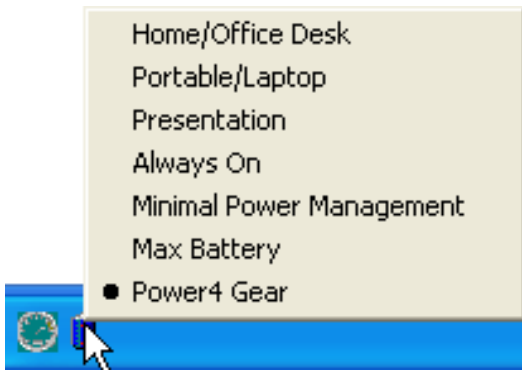 Home/Office Desk
Portable/Laptop
Presentation
Always On
Minimal Power Management
Max Battery
Power4 Gear